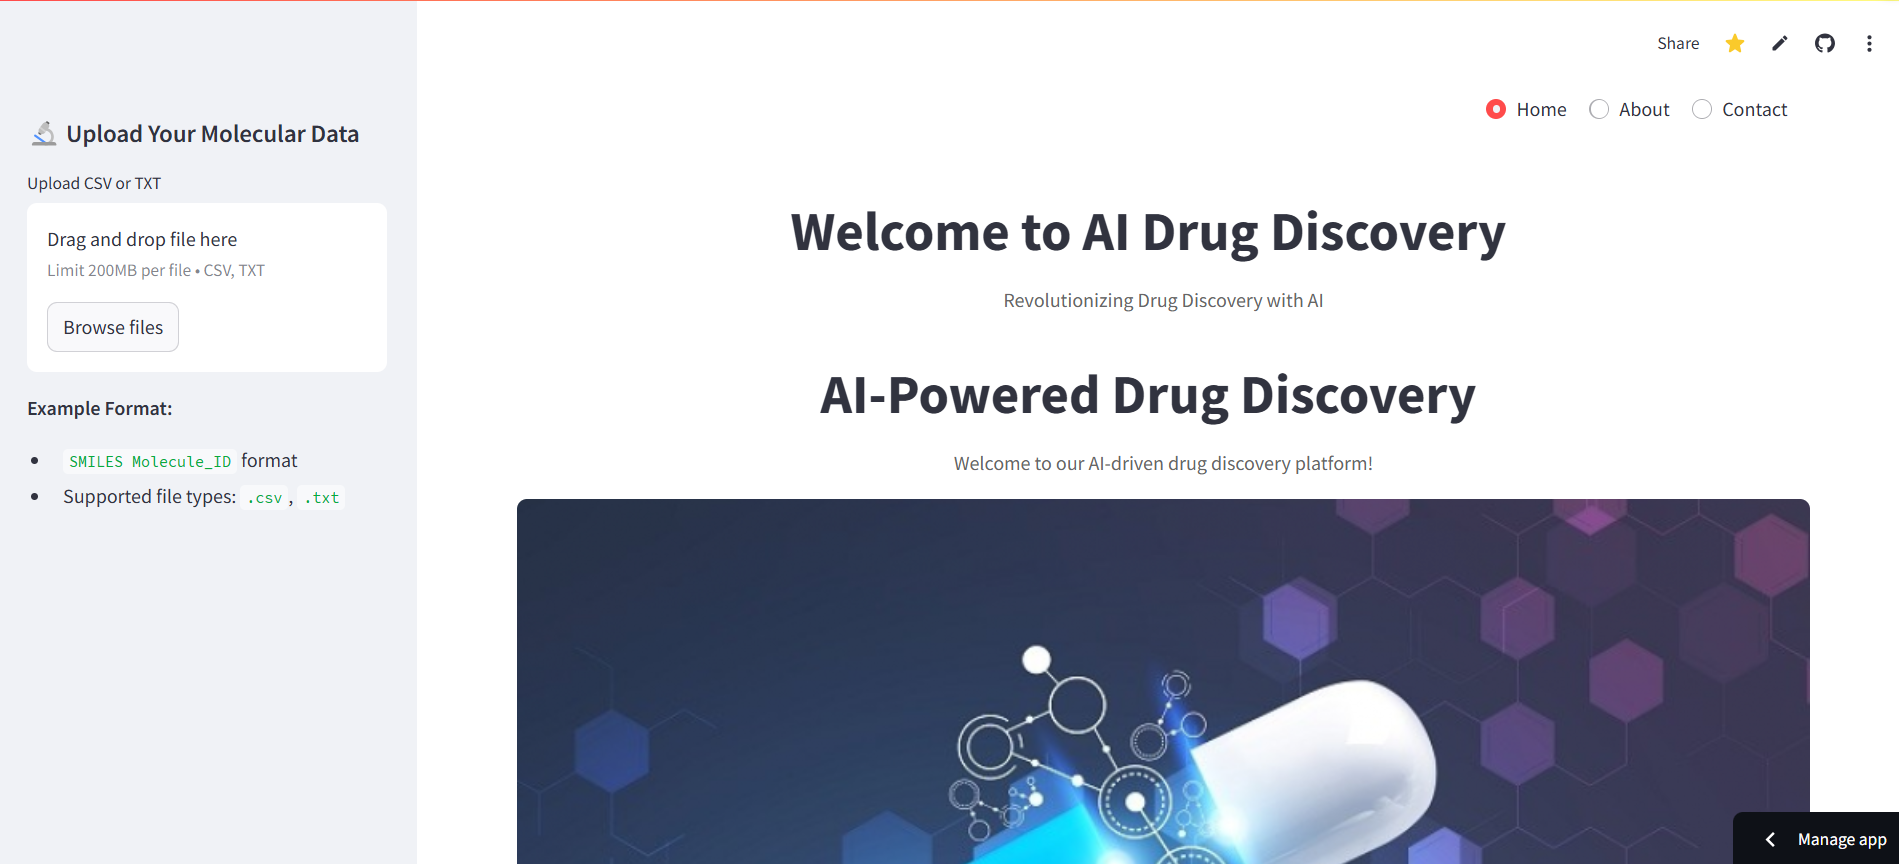 Share
Home
About
Contact
Upload Your Molecular Data
Upload CSV or TXT
Drag and drop file here
Limit 200MB per file • CSV, TXT
Browse files
Example Format:
• SMILES Molecule_ID format
• Supported file types: .csv , .txt
Welcome to AI Drug Discovery
Revolutionizing Drug Discovery with AI
AI-Powered Drug Discovery
Welcome to our AI-driven drug discovery platform!
Manage app